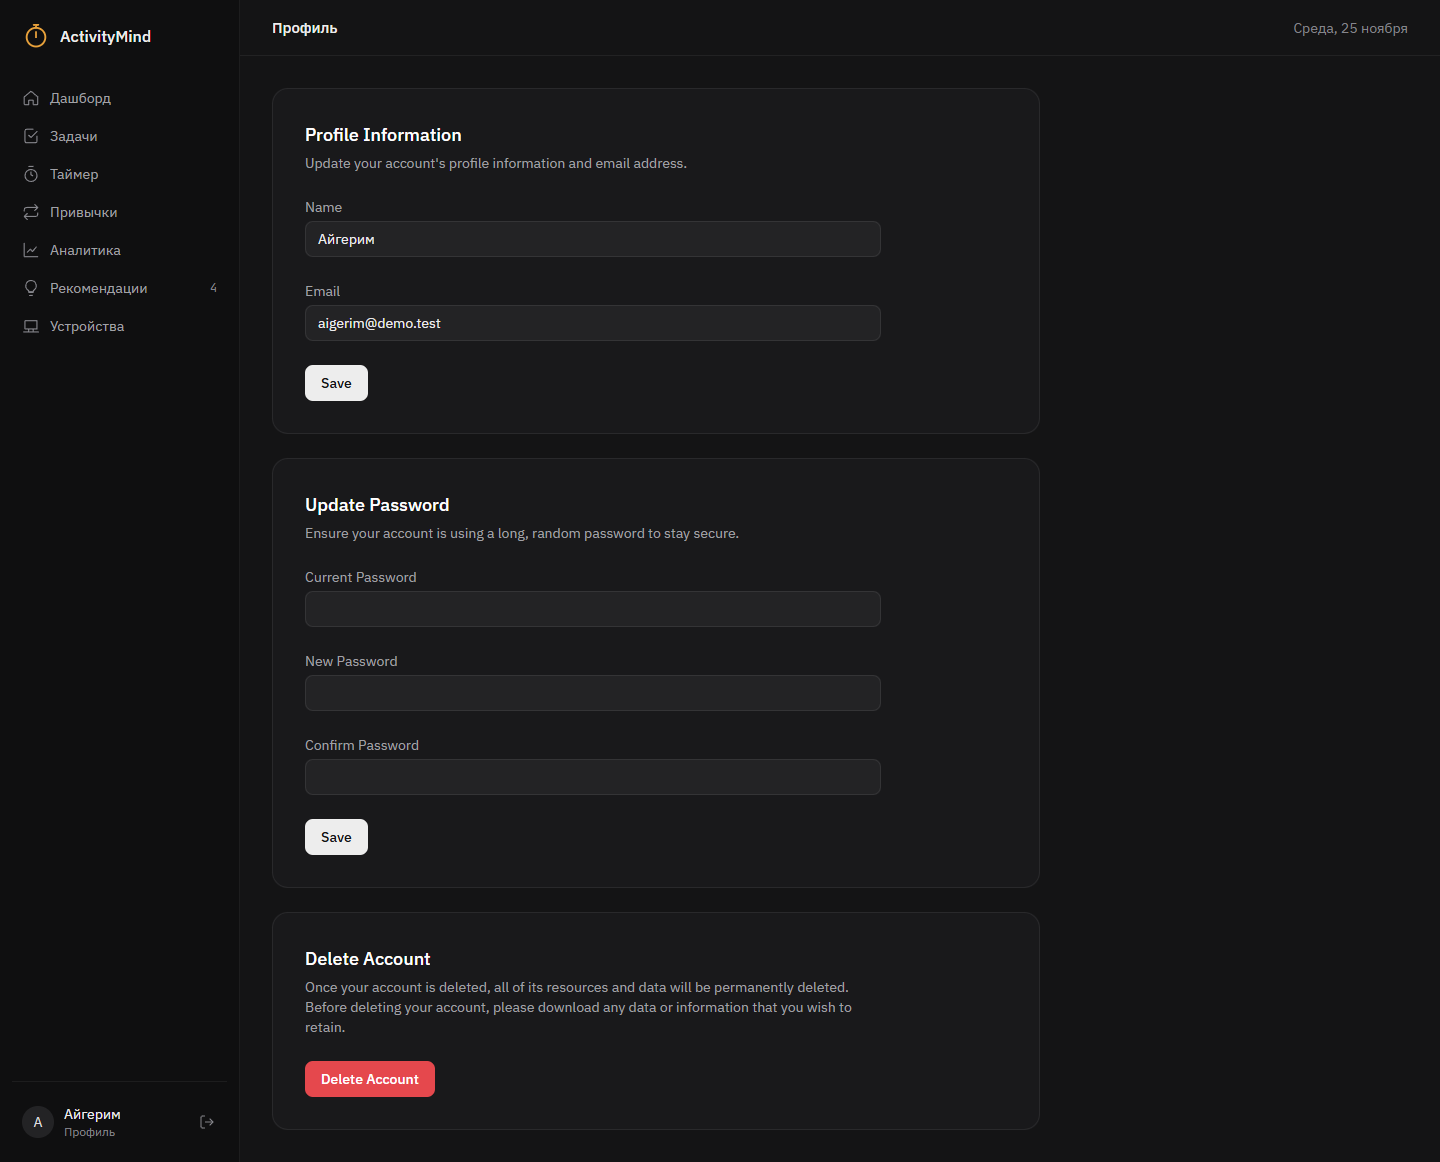 ActivityMind
Дашборд
Задачи
Таймер
Привычки
Аналитика
Рекомендации 4
Устройства
А Айгерим
Профиль
Профиль
Среда, 25 ноября
Profile Information
Update your account's profile information and email address.
Name
Айгерим
Email
aigerim@demo.test
Save
Update Password
Ensure your account is using a long, random password to stay secure.
Current Password
New Password
Confirm Password
Save
Delete Account
Once your account is deleted, all of its resources and data will be permanently deleted.
Before deleting your account, please download any data or information that you wish to
retain.
Delete Account